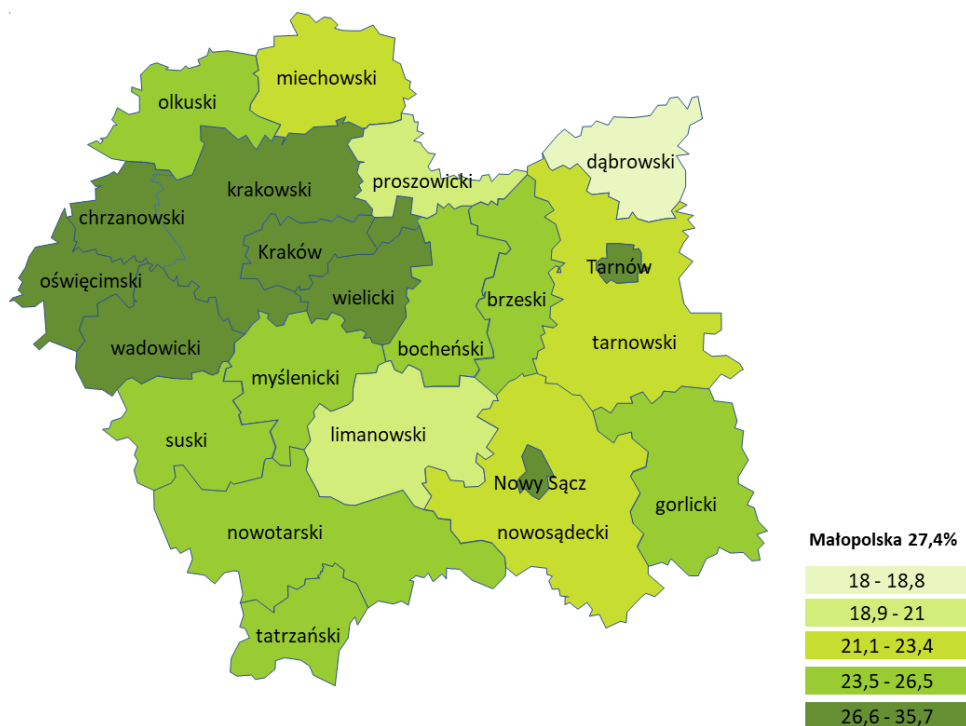 miechowski
olkuski
dąbrowski
proszowicki
krakowski
chrzanowski
Kraków
Tarnów
oświęcimski
wielicki
brzeski
tarnowski
wadowicki
bocheński
myślenicki
limanowski
suski
Nowy Sącz
gorlicki
nowotarski
nowosądecki
tatrzański
Małopolska 27,4%
18 - 18,8
18,9 - 21
21,1 - 23,4
23,5 - 26,5
26,6 - 35,7